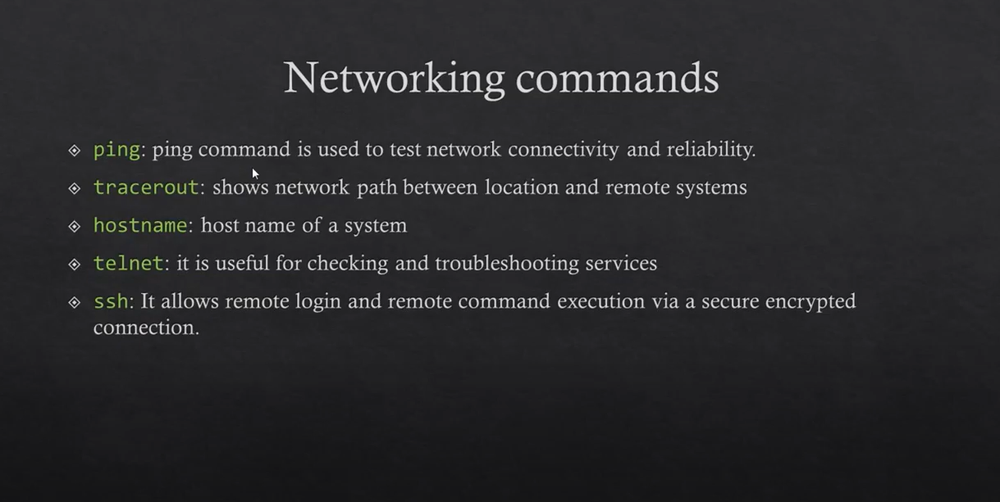 Networking commands
ping: ping command is used to test network connectivity and reliability.
tracerout: shows network path between location and remote systems
hostname: host name of a system
telnet: it is useful for checking and troubleshooting services
ssh: It allows remote login and remote command execution via a secure encrypted
connection.